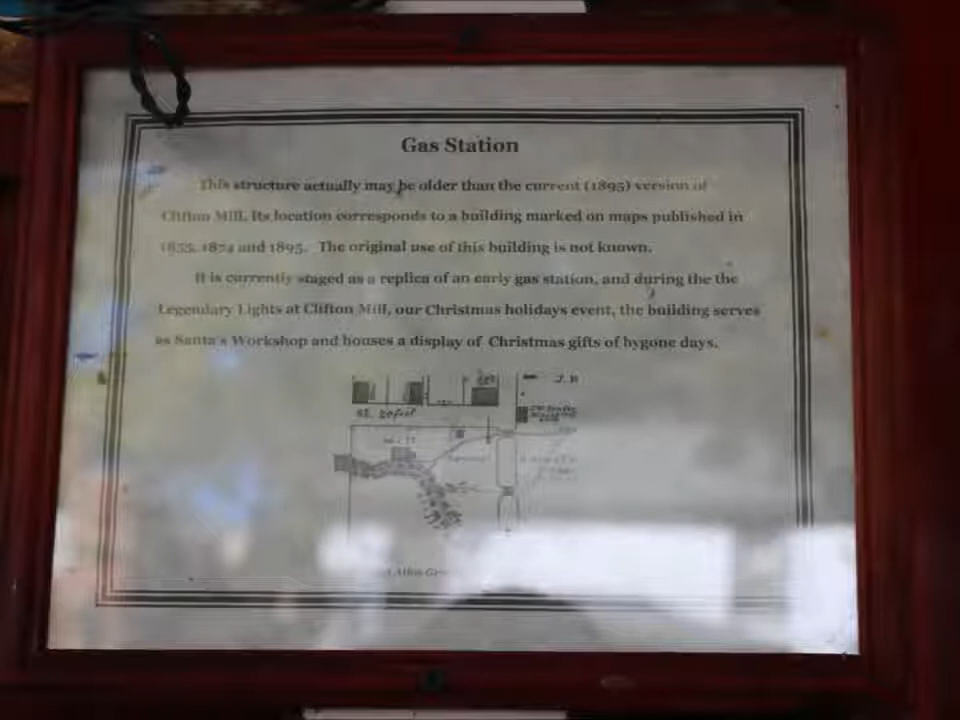 Gas Station
This structure actually may be older than the current (1895) version of
Clifton Mill. Its location corresponds to a building marked on maps published in
1874 and 1895. The original use of this building is not known.
It is currently staged as a replica of an early gas station, and during the the
Legendary Lights at Clifton Mill, our Christmas holidays event, the building serves
as Santa's Workshop and houses a display of Christmas gifts of bygone days.